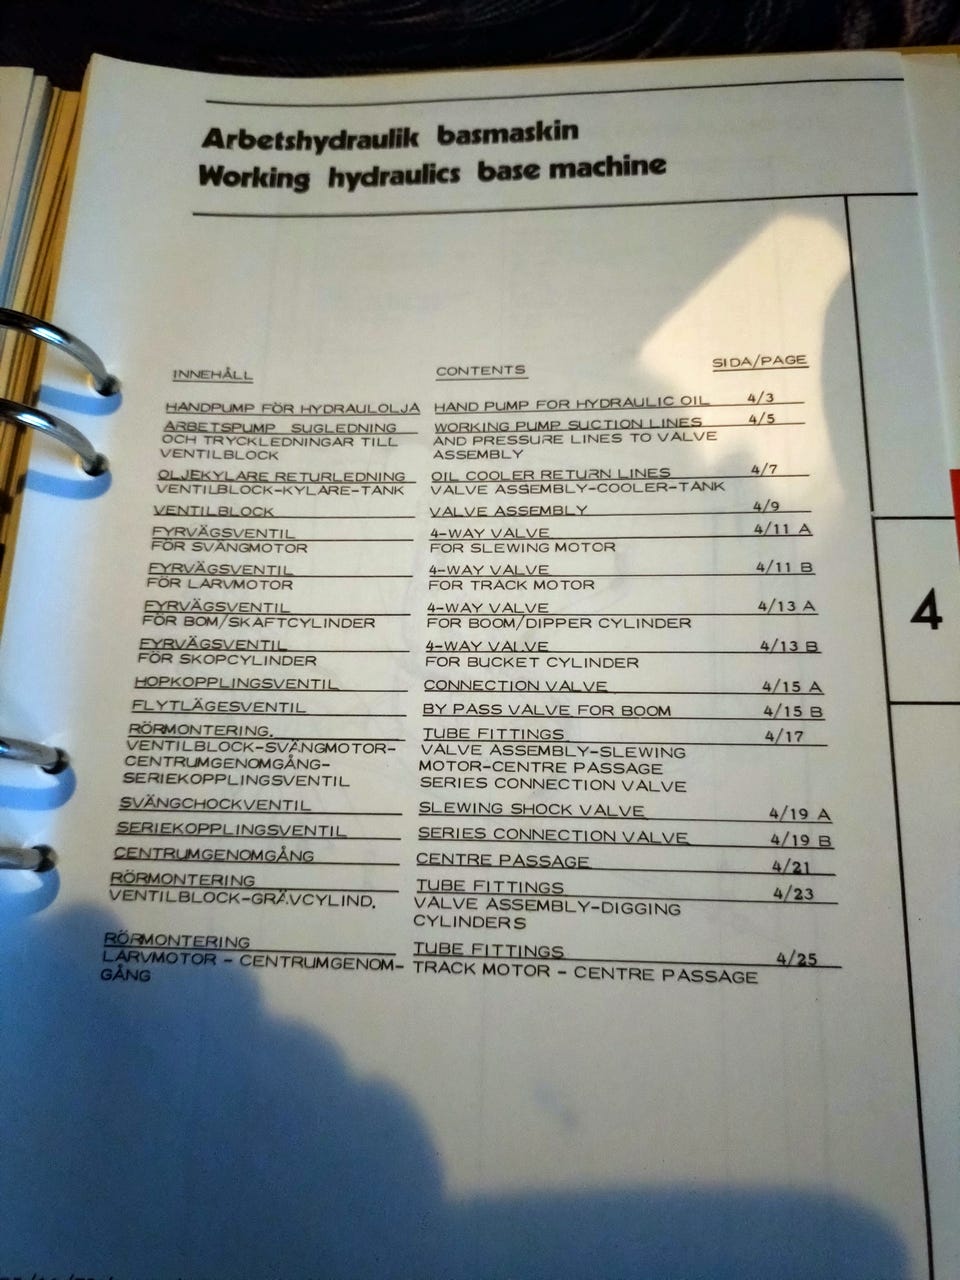 Arbetshydraulik basmaskin
Working hydraulics base machine
INNEHÅLL CONTENTS SIDA/PAGE
HANDPUMP FÖR HYDRAULOLJA HAND PUMP FOR HYDRAULIC OIL 4/3
ARBETSPUMP SUGLEDNING WORKING PUMP SUCTION LINES 4/5
OCH TRYCKLEDNINGAR TILL AND PRESSURE LINES TO VALVE
VENTILBLOCK ASSEMBLY
OLJEKYLARE RETURLEDNING OIL COOLER RETURN LINES 4/7
VENTILBLOCK-KYLARE-TANK VALVE ASSEMBLY-COOLER-TANK
VENTILBLOCK VALVE ASSEMBLY 4/9
FYRVÄGSVENTIL 4-WAY VALVE 4/11 A
FÖR SVÄNGMOTOR FOR SLEWING MOTOR
FYRVÄGSVENTIL 4-WAY VALVE 4/11 B
FÖR LARVMOTOR FOR TRACK MOTOR
FYRVÄGSVENTIL 4-WAY VALVE 4/13 A
FÖR BOM/SKAFTCYLINDER FOR BOOM/DIPPER CYLINDER
FYRVÄGSVENTIL 4-WAY VALVE 4/13 B
FÖR SKOPCYLINDER FOR BUCKET CYLINDER
HOPKOPPLINGSVENTIL CONNECTION VALVE 4/15 A
FLYTLÄGESVENTIL BY PASS VALVE FOR BOOM 4/15 B
RÖRMONTERING. TUBE FITTINGS 4/17
VENTILBLOCK-SVÄNGMOTOR- VALVE ASSEMBLY-SLEWING
CENTRUMGENOMGÅNG- MOTOR-CENTRE PASSAGE
SERIEKOPPLINGSVENTIL SERIES CONNECTION VALVE
SVÄNGCHOCKVENTIL SLEWING SHOCK VALVE 4/19 A
SERIEKOPPLINGSVENTIL SERIES CONNECTION VALVE 4/19 B
CENTRUMGENOMGÅNG CENTRE PASSAGE 4/21
RÖRMONTERING TUBE FITTINGS 4/23
VENTILBLOCK-GRÄVCYLIND. VALVE ASSEMBLY-DIGGING
CYLINDERS
RÖRMONTERING TUBE FITTINGS 4/25
LARVMOTOR - CENTRUMGENOM- TRACK MOTOR - CENTRE PASSAGE
GÅNG
4